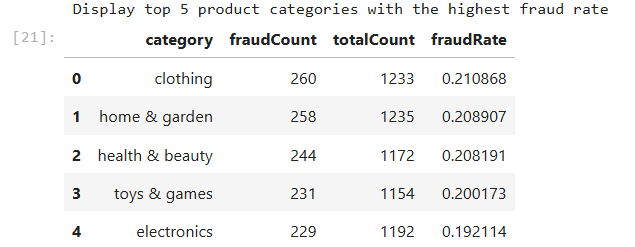 Display top 5 product categories with the highest fraud rate
[21]:
category fraudCount totalCount fraudRate
0 clothing 260 1233 0.210868
1 home & garden 258 1235 0.208907
2 health & beauty 244 1172 0.208191
3 toys & games 231 1154 0.200173
4 electronics 229 1192 0.192114